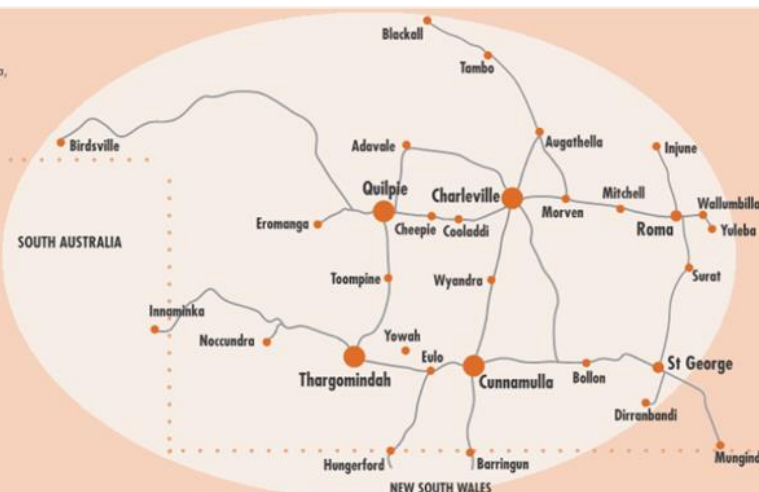 Blackall
Tambo
Birdsville
Adavale
Augathella
Injune
Quilpie
Charleville
Mitchell
Wallumbilla
Eromanga
Cheepie
Cooladdi
Morven
Roma
Yuleba
SOUTH AUSTRALIA
Toompine
Wyandra
Surat
Innaminka
Noccundra
Yowah
Eulo
Thargomindah
Cunnamulla
Bollon
St George
Dirranbandi
Hungerford
Barringun
Mungind
NEW SOUTH WALES